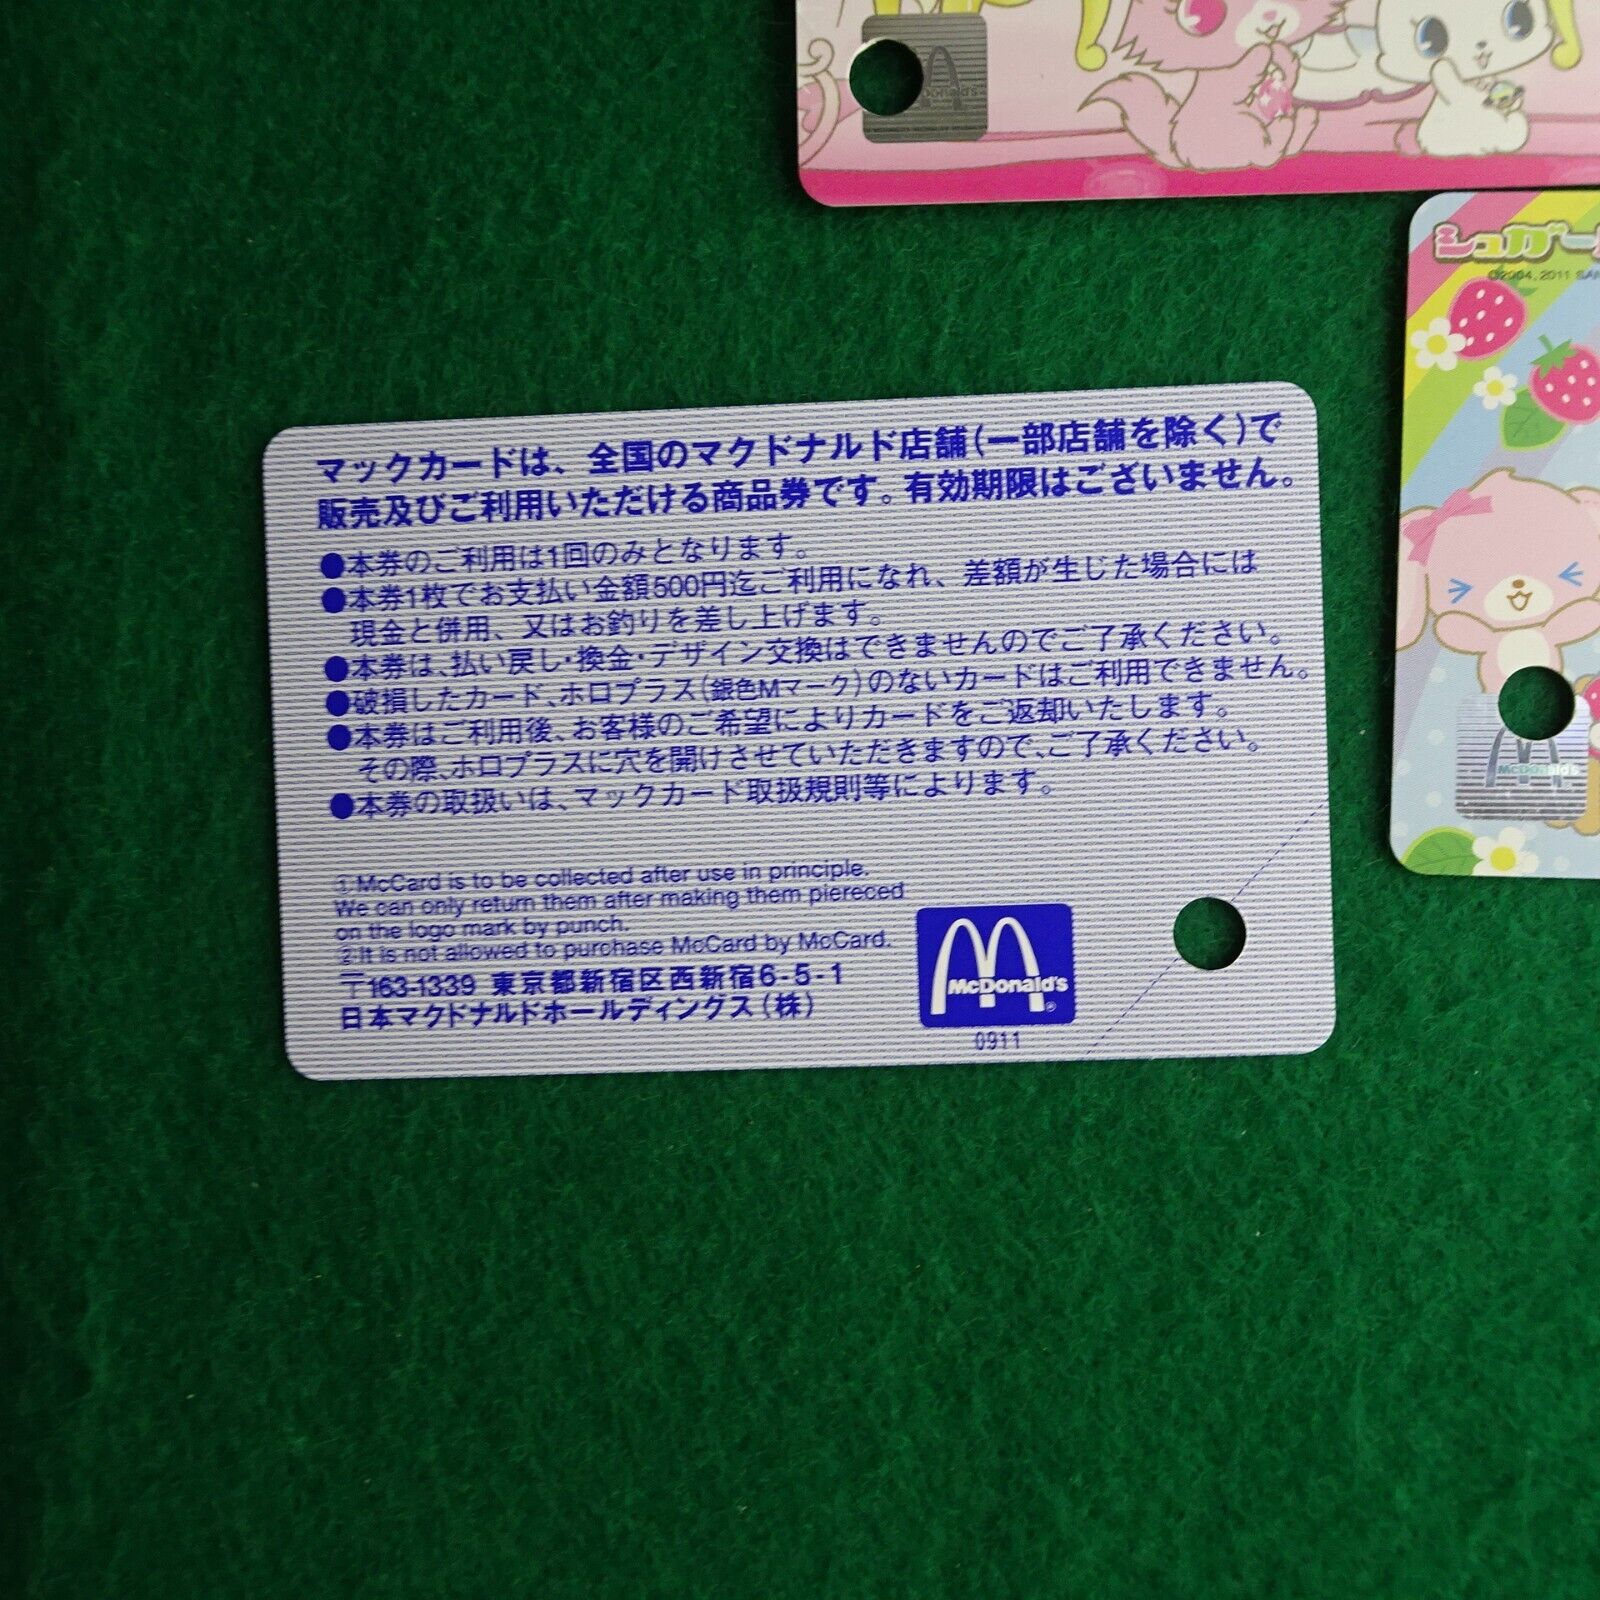 McDonald's
シュガー
©2004, 2011 SAN
McDonald's
マックカードは、全国のマクドナルド店舗(一部店舗を除く)で
販売及びご利用いただける商品券です。有効期限はございません。
●本券のご利用は1回のみとなります。
●本券1枚でお支払い金額500円迄ご利用になれ、差額が生じた場合には
現金と併用、又はお釣りを差し上げます。
●本券は、払い戻し・換金・デザイン交換はできませんのでご了承ください。
●破損したカード、ホロプラス(銀色Mマーク)のないカードはご利用できません。
●本券はご利用後、お客様のご希望によりカードをご返却いたします。
その際、ホロプラスに穴を開けさせていただきますので、ご了承ください。
●本券の取扱いは、マックカード取扱規則等によります。
①McCard is to be collected after use in principle.
We can only return them after making them piereced
on the logo mark by punch.
②It is not allowed to purchase McCard by McCard.
〒163-1339 東京都新宿区西新宿6-5-1
日本マクドナルドホールディングス(株)
McDonald's ®
0911